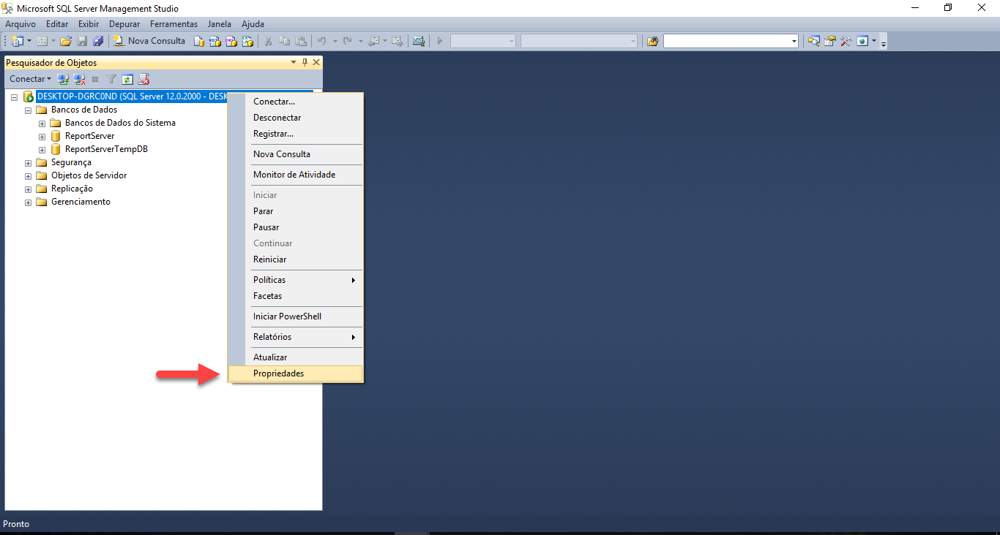 Microsoft SQL Server Management Studio
Arquivo Editar Exibir Depurar Ferramentas Janela Ajuda
Nova Consulta
Pesquisador de Objetos
Conectar
DESKTOP-DGRC0ND (SQL Server 12.0.2000 - DESK
Bancos de Dados
Bancos de Dados do Sistema
ReportServer
ReportServerTempDB
Segurança
Objetos de Servidor
Replicação
Gerenciamento
Conectar...
Desconectar
Registrar...
Nova Consulta
Monitor de Atividade
Iniciar
Parar
Pausar
Continuar
Reiniciar
Políticas
Facetas
Iniciar PowerShell
Relatórios
Atualizar
Propriedades
Pronto